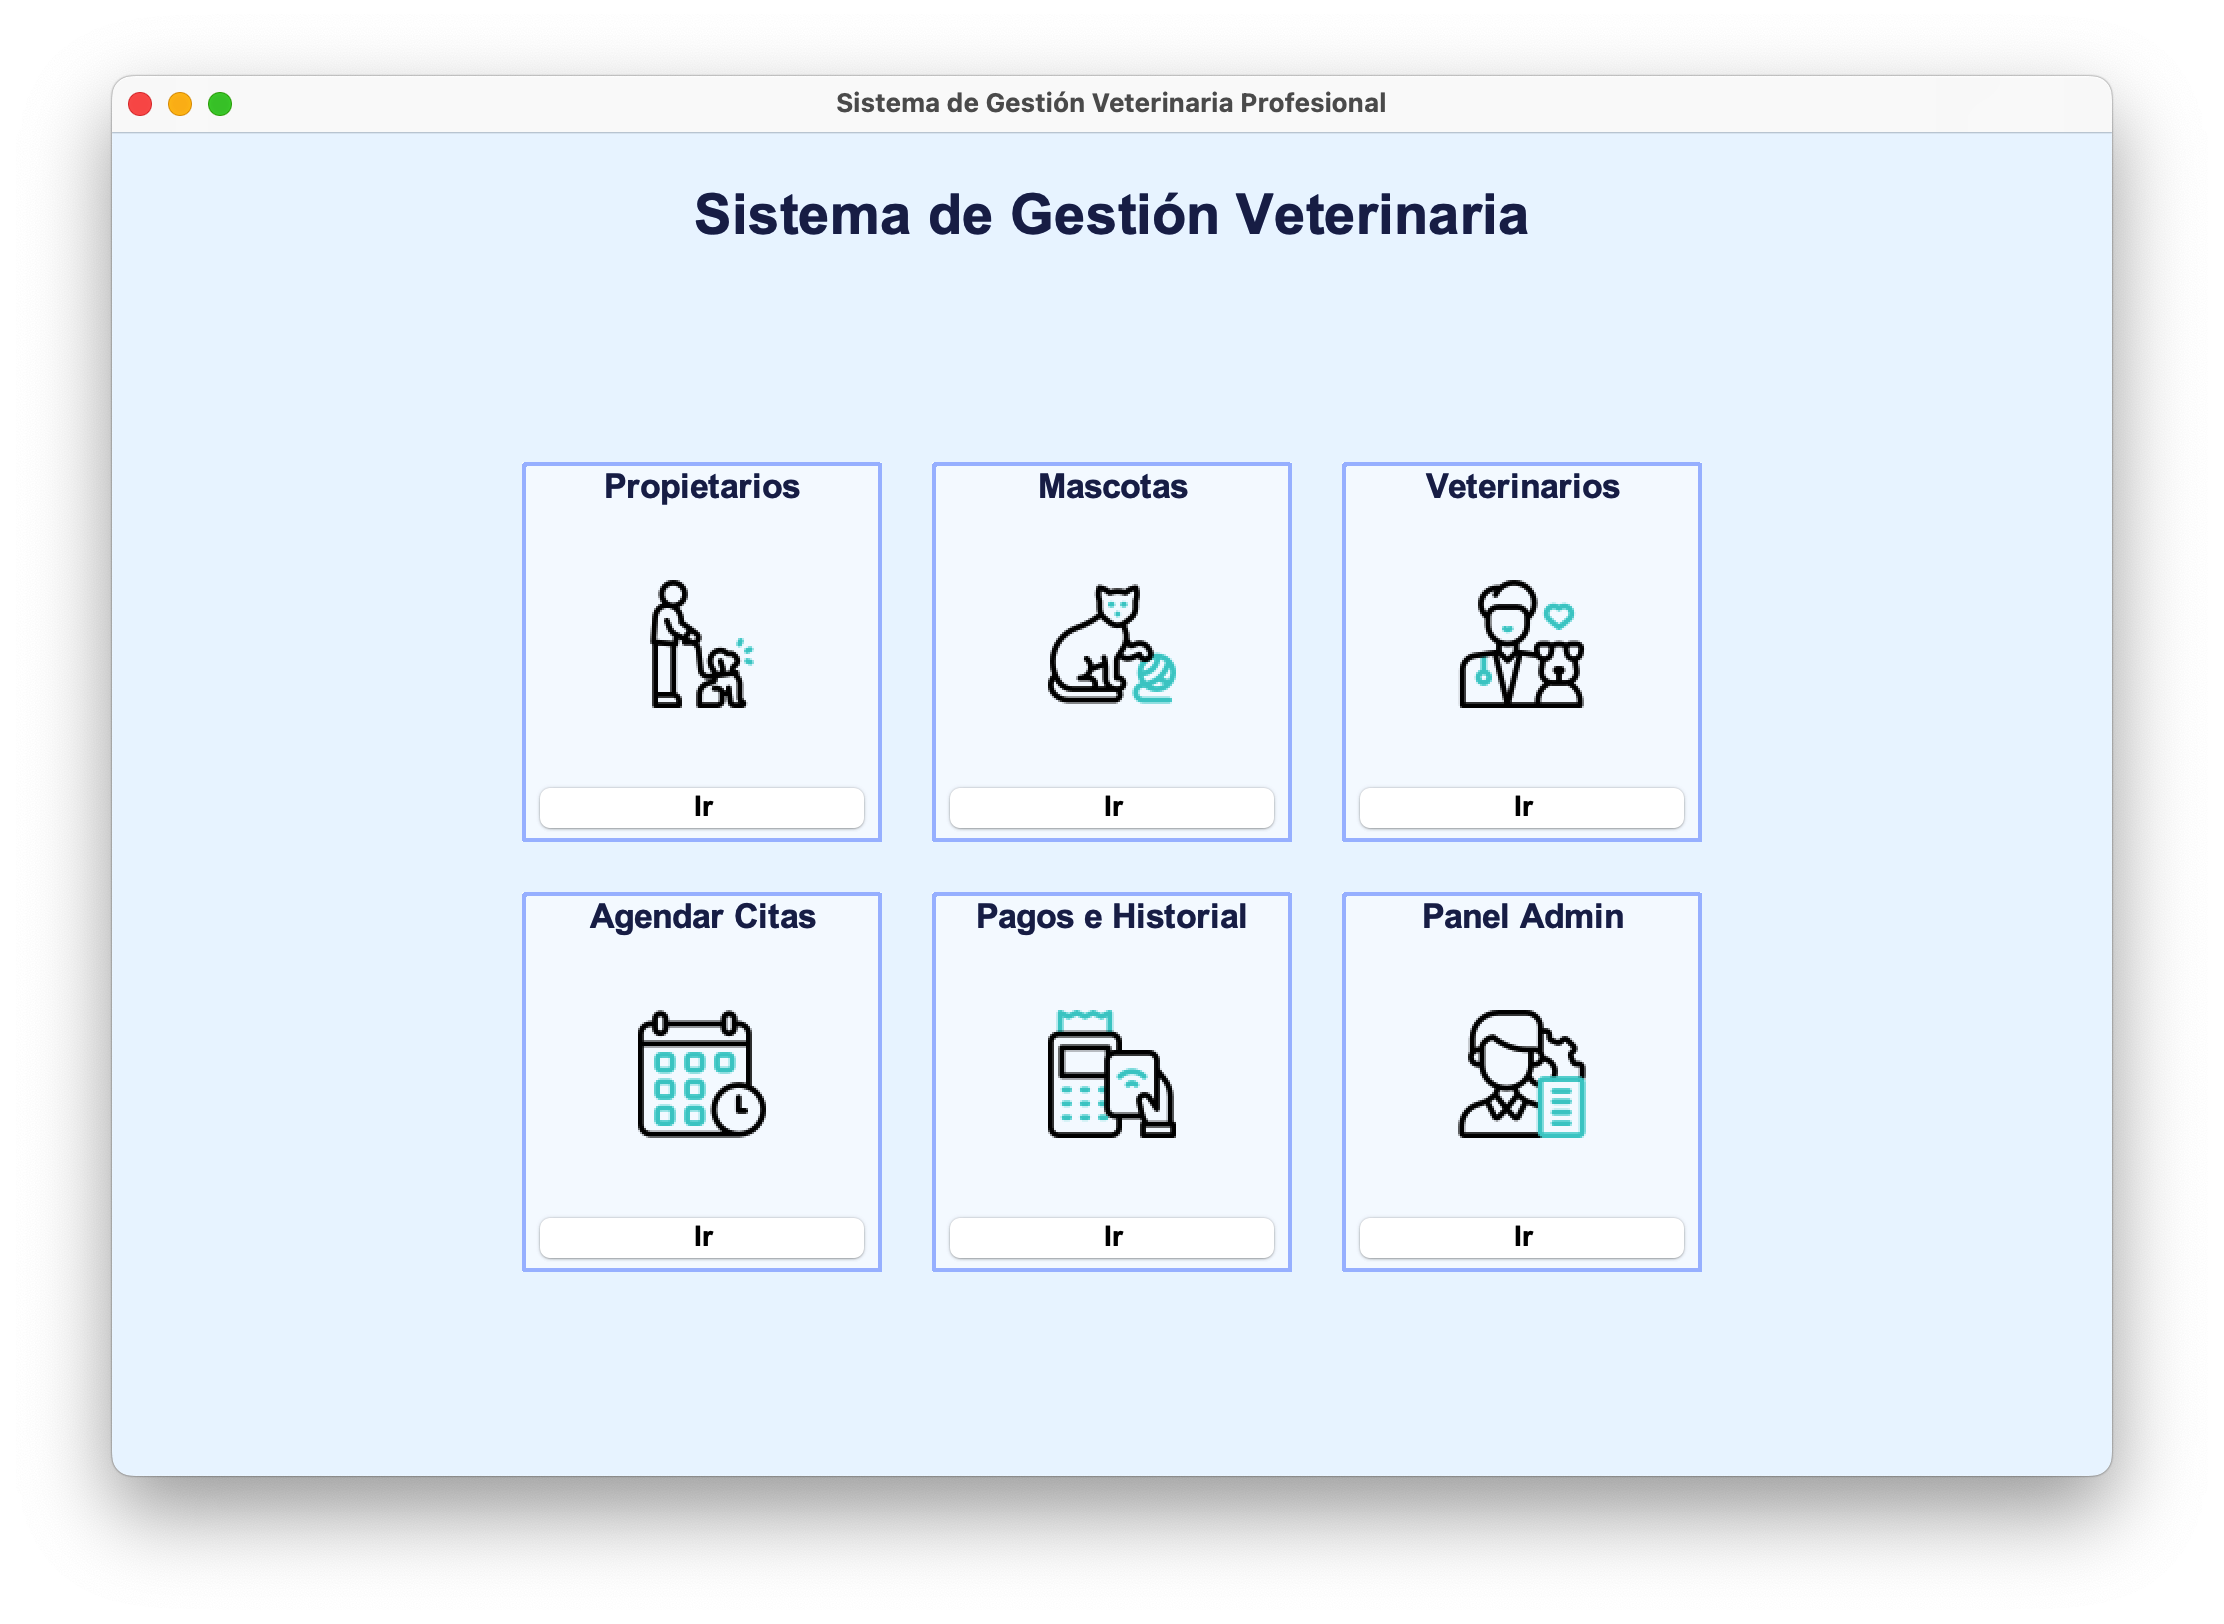 Sistema de Gestión Veterinaria Profesional
Sistema de Gestión Veterinaria
Propietarios
Mascotas
Veterinarios
Ir
Ir
Ir
Agendar Citas
Pagos e Historial
Panel Admin
Ir
Ir
Ir